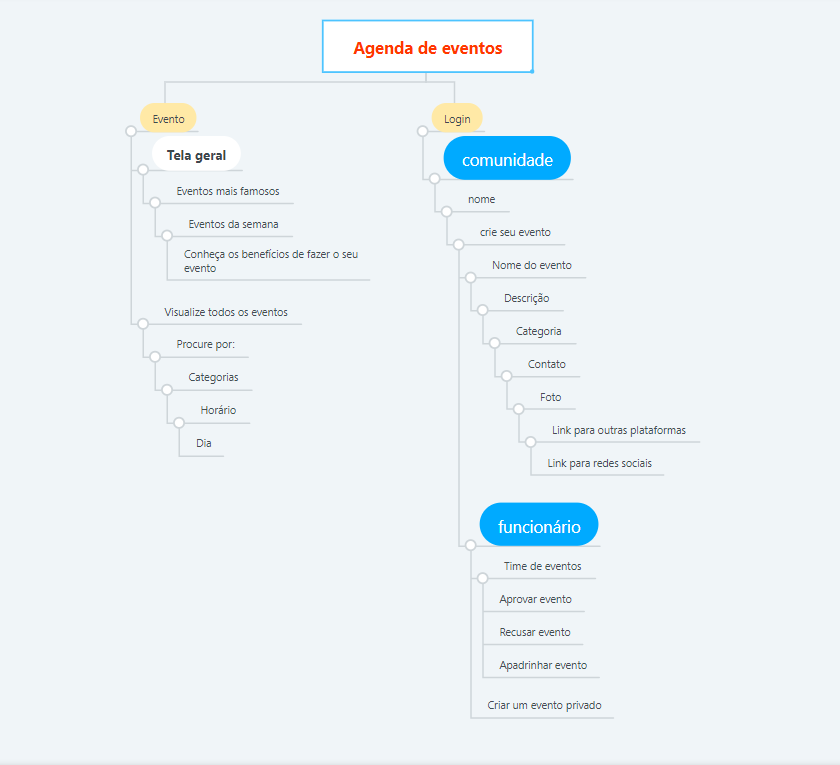 Agenda de eventos
Evento
Tela geral
Eventos mais famosos
Eventos da semana
Conheça os benefícios de fazer o seu
evento
Visualize todos os eventos
Procure por:
Categorias
Horário
Dia
Login
comunidade
nome
crie seu evento
Nome do evento
Descrição
Categoria
Contato
Foto
Link para outras plataformas
Link para redes sociais
funcionário
Time de eventos
Aprovar evento
Recusar evento
Apadrinhar evento
Criar um evento privado